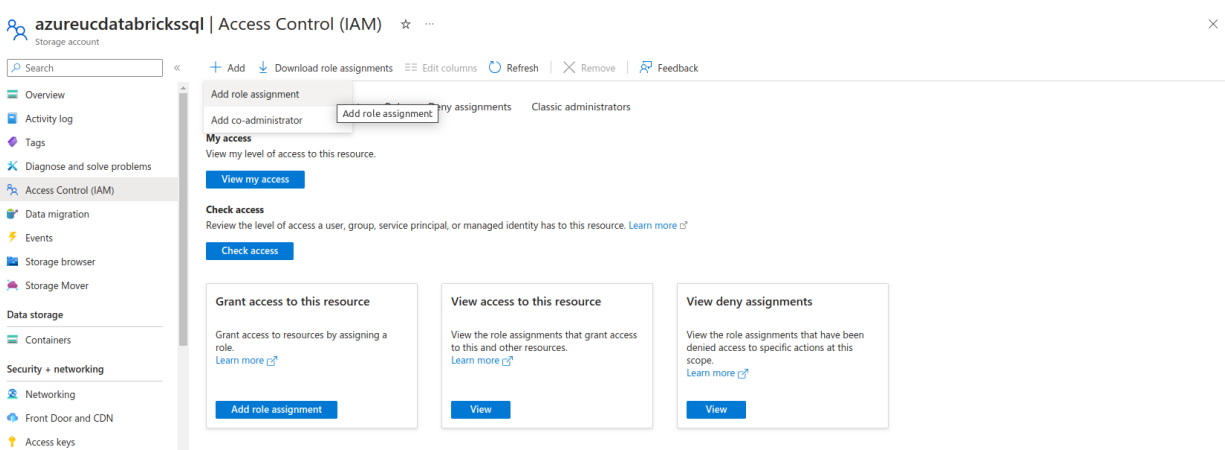 azureucdatabrickssql | Access Control (IAM)
Storage account
Search
Add
Download role assignments
Edit columns
Refresh
Remove
Feedback
Overview
Activity log
Tags
Diagnose and solve problems
Access Control (IAM)
Data migration
Events
Storage browser
Storage Mover
Data storage
Containers
Security + networking
Networking
Front Door and CDN
Access keys
Add role assignment
Add co-administrator
Add role assignment
Deny assignments
Classic administrators
My access
View my level of access to this resource.
View my access
Check access
Review the level of access a user, group, service principal, or managed identity has to this resource. Learn more
Check access
Grant access to this resource
Grant access to resources by assigning a
role.
Learn more
Add role assignment
View access to this resource
View the role assignments that grant access
to this and other resources.
Learn more
View
View deny assignments
View the role assignments that have been
denied access to specific actions at this
scope.
Learn more
View